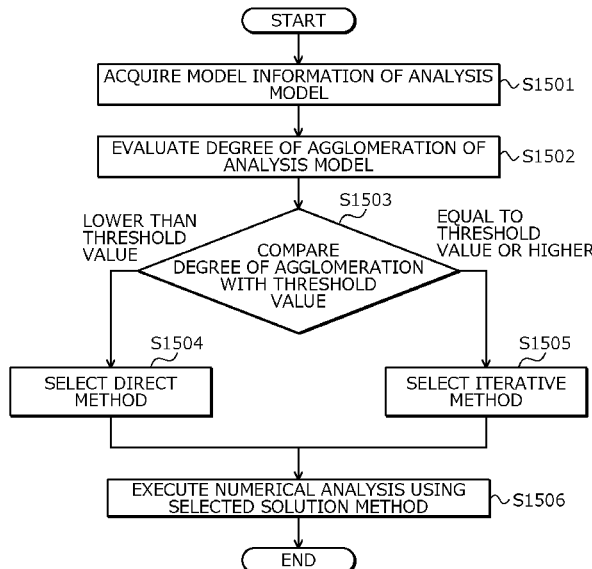 START
ACQUIRE MODEL INFORMATION OF ANALYSIS
MODEL
S1501
EVALUATE DEGREE OF AGGLOMERATION OF
ANALYSIS MODEL
S1502
S1503
LOWER THAN
THRESHOLD
VALUE
EQUAL TO
THRESHOLD
VALUE OR HIGHER
COMPARE
DEGREE OF AGGLOMERATION
WITH THRESHOLD
VALUE
S1504
SELECT DIRECT
METHOD
S1505
SELECT ITERATIVE
METHOD
EXECUTE NUMERICAL ANALYSIS USING
SELECTED SOLUTION METHOD
S1506
END